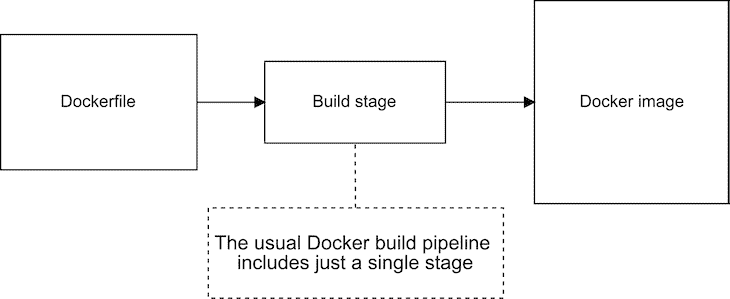 Dockerfile
Build stage
Docker image
The usual Docker build pipeline
includes just a single stage